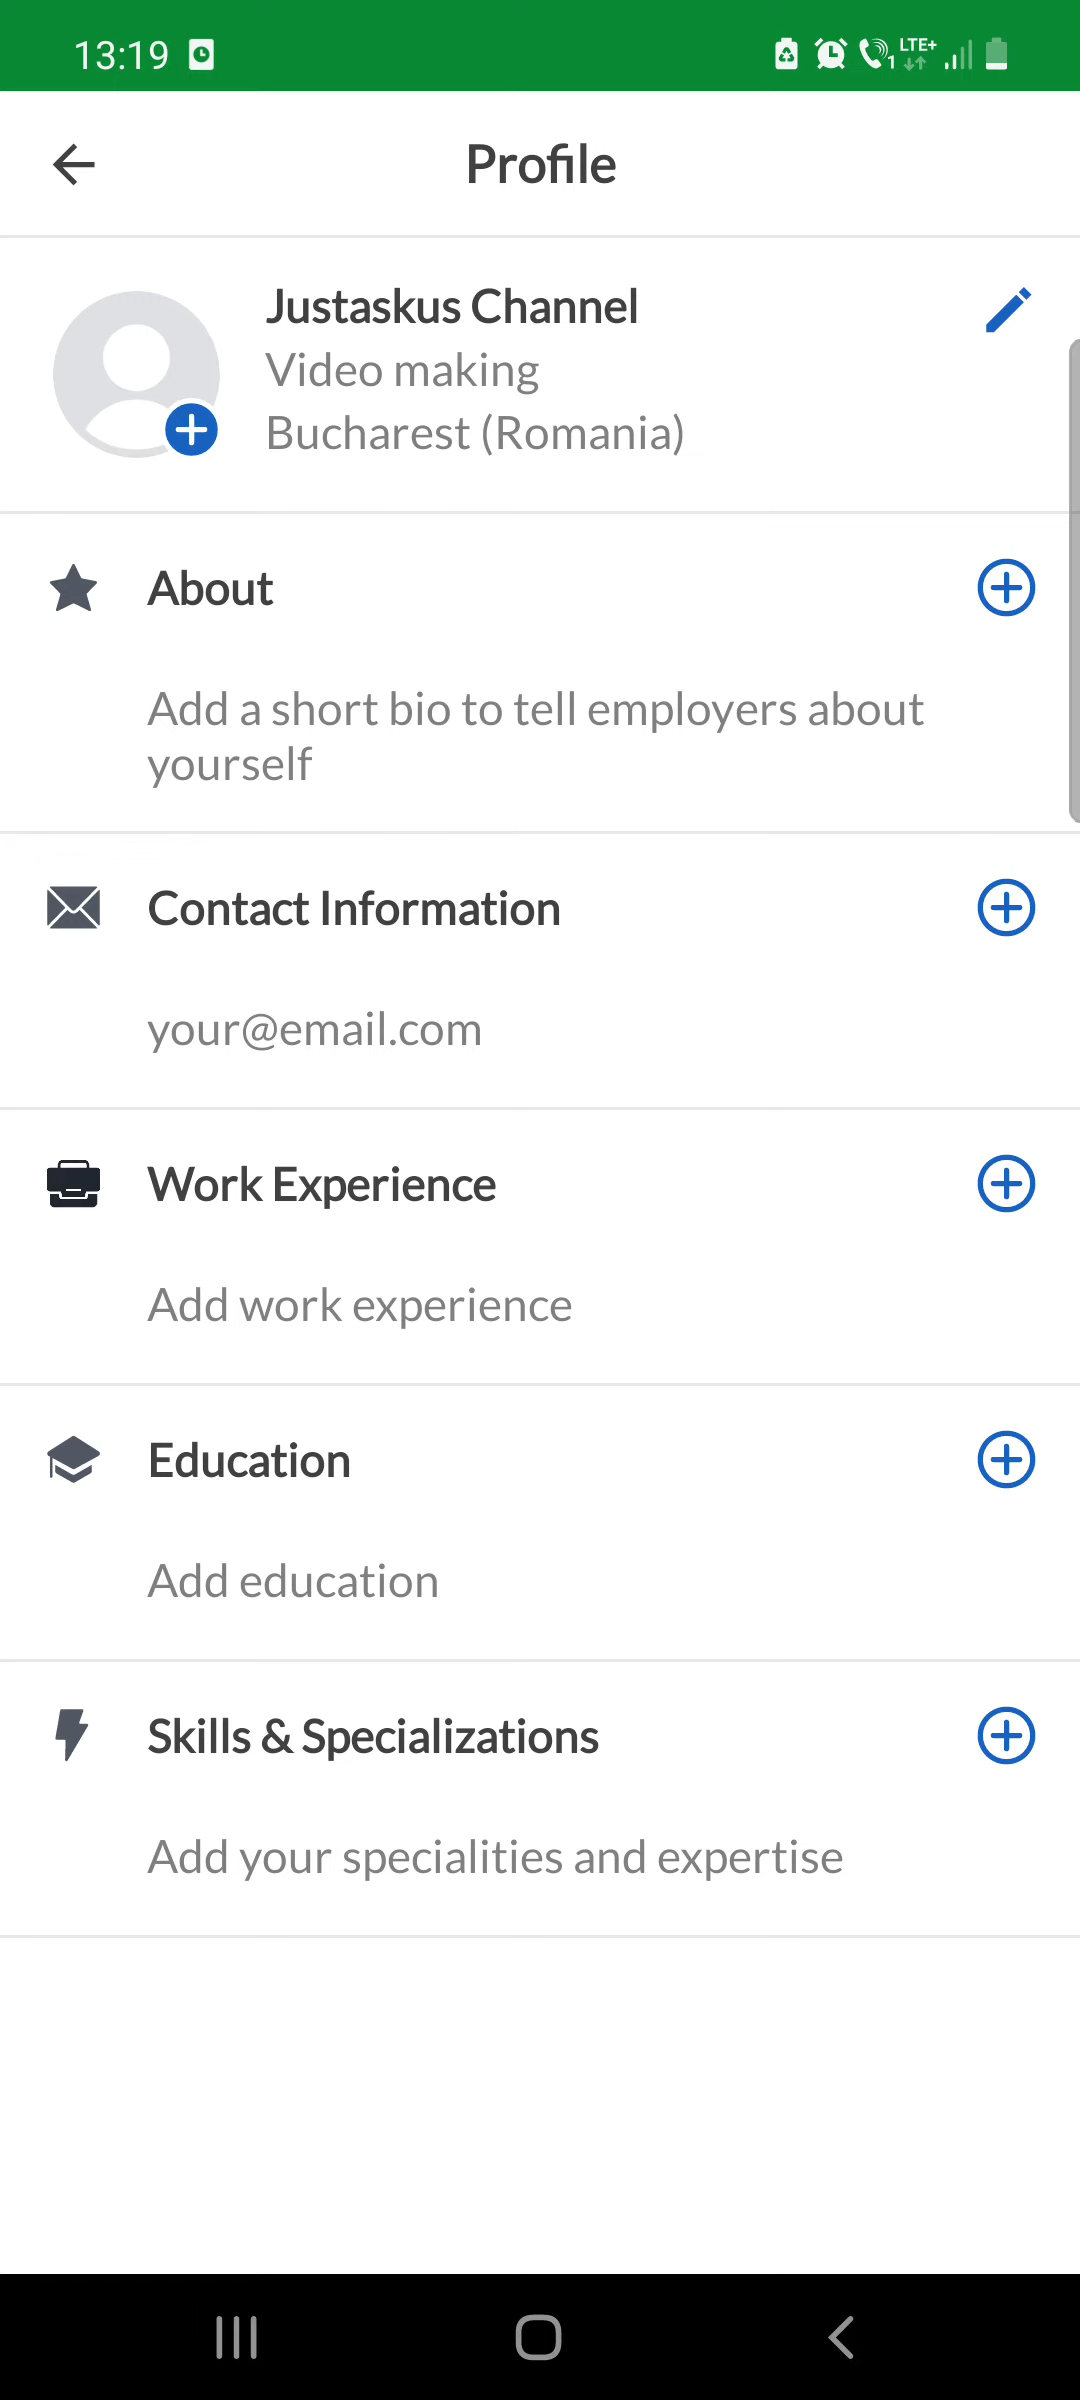 13:19
LTE+
1
Profile
Justaskus Channel
Video making
Bucharest (Romania)
About
Add a short bio to tell employers about
yourself
Contact Information
your@email.com
Work Experience
Add work experience
Education
Add education
Skills & Specializations
Add your specialities and expertise